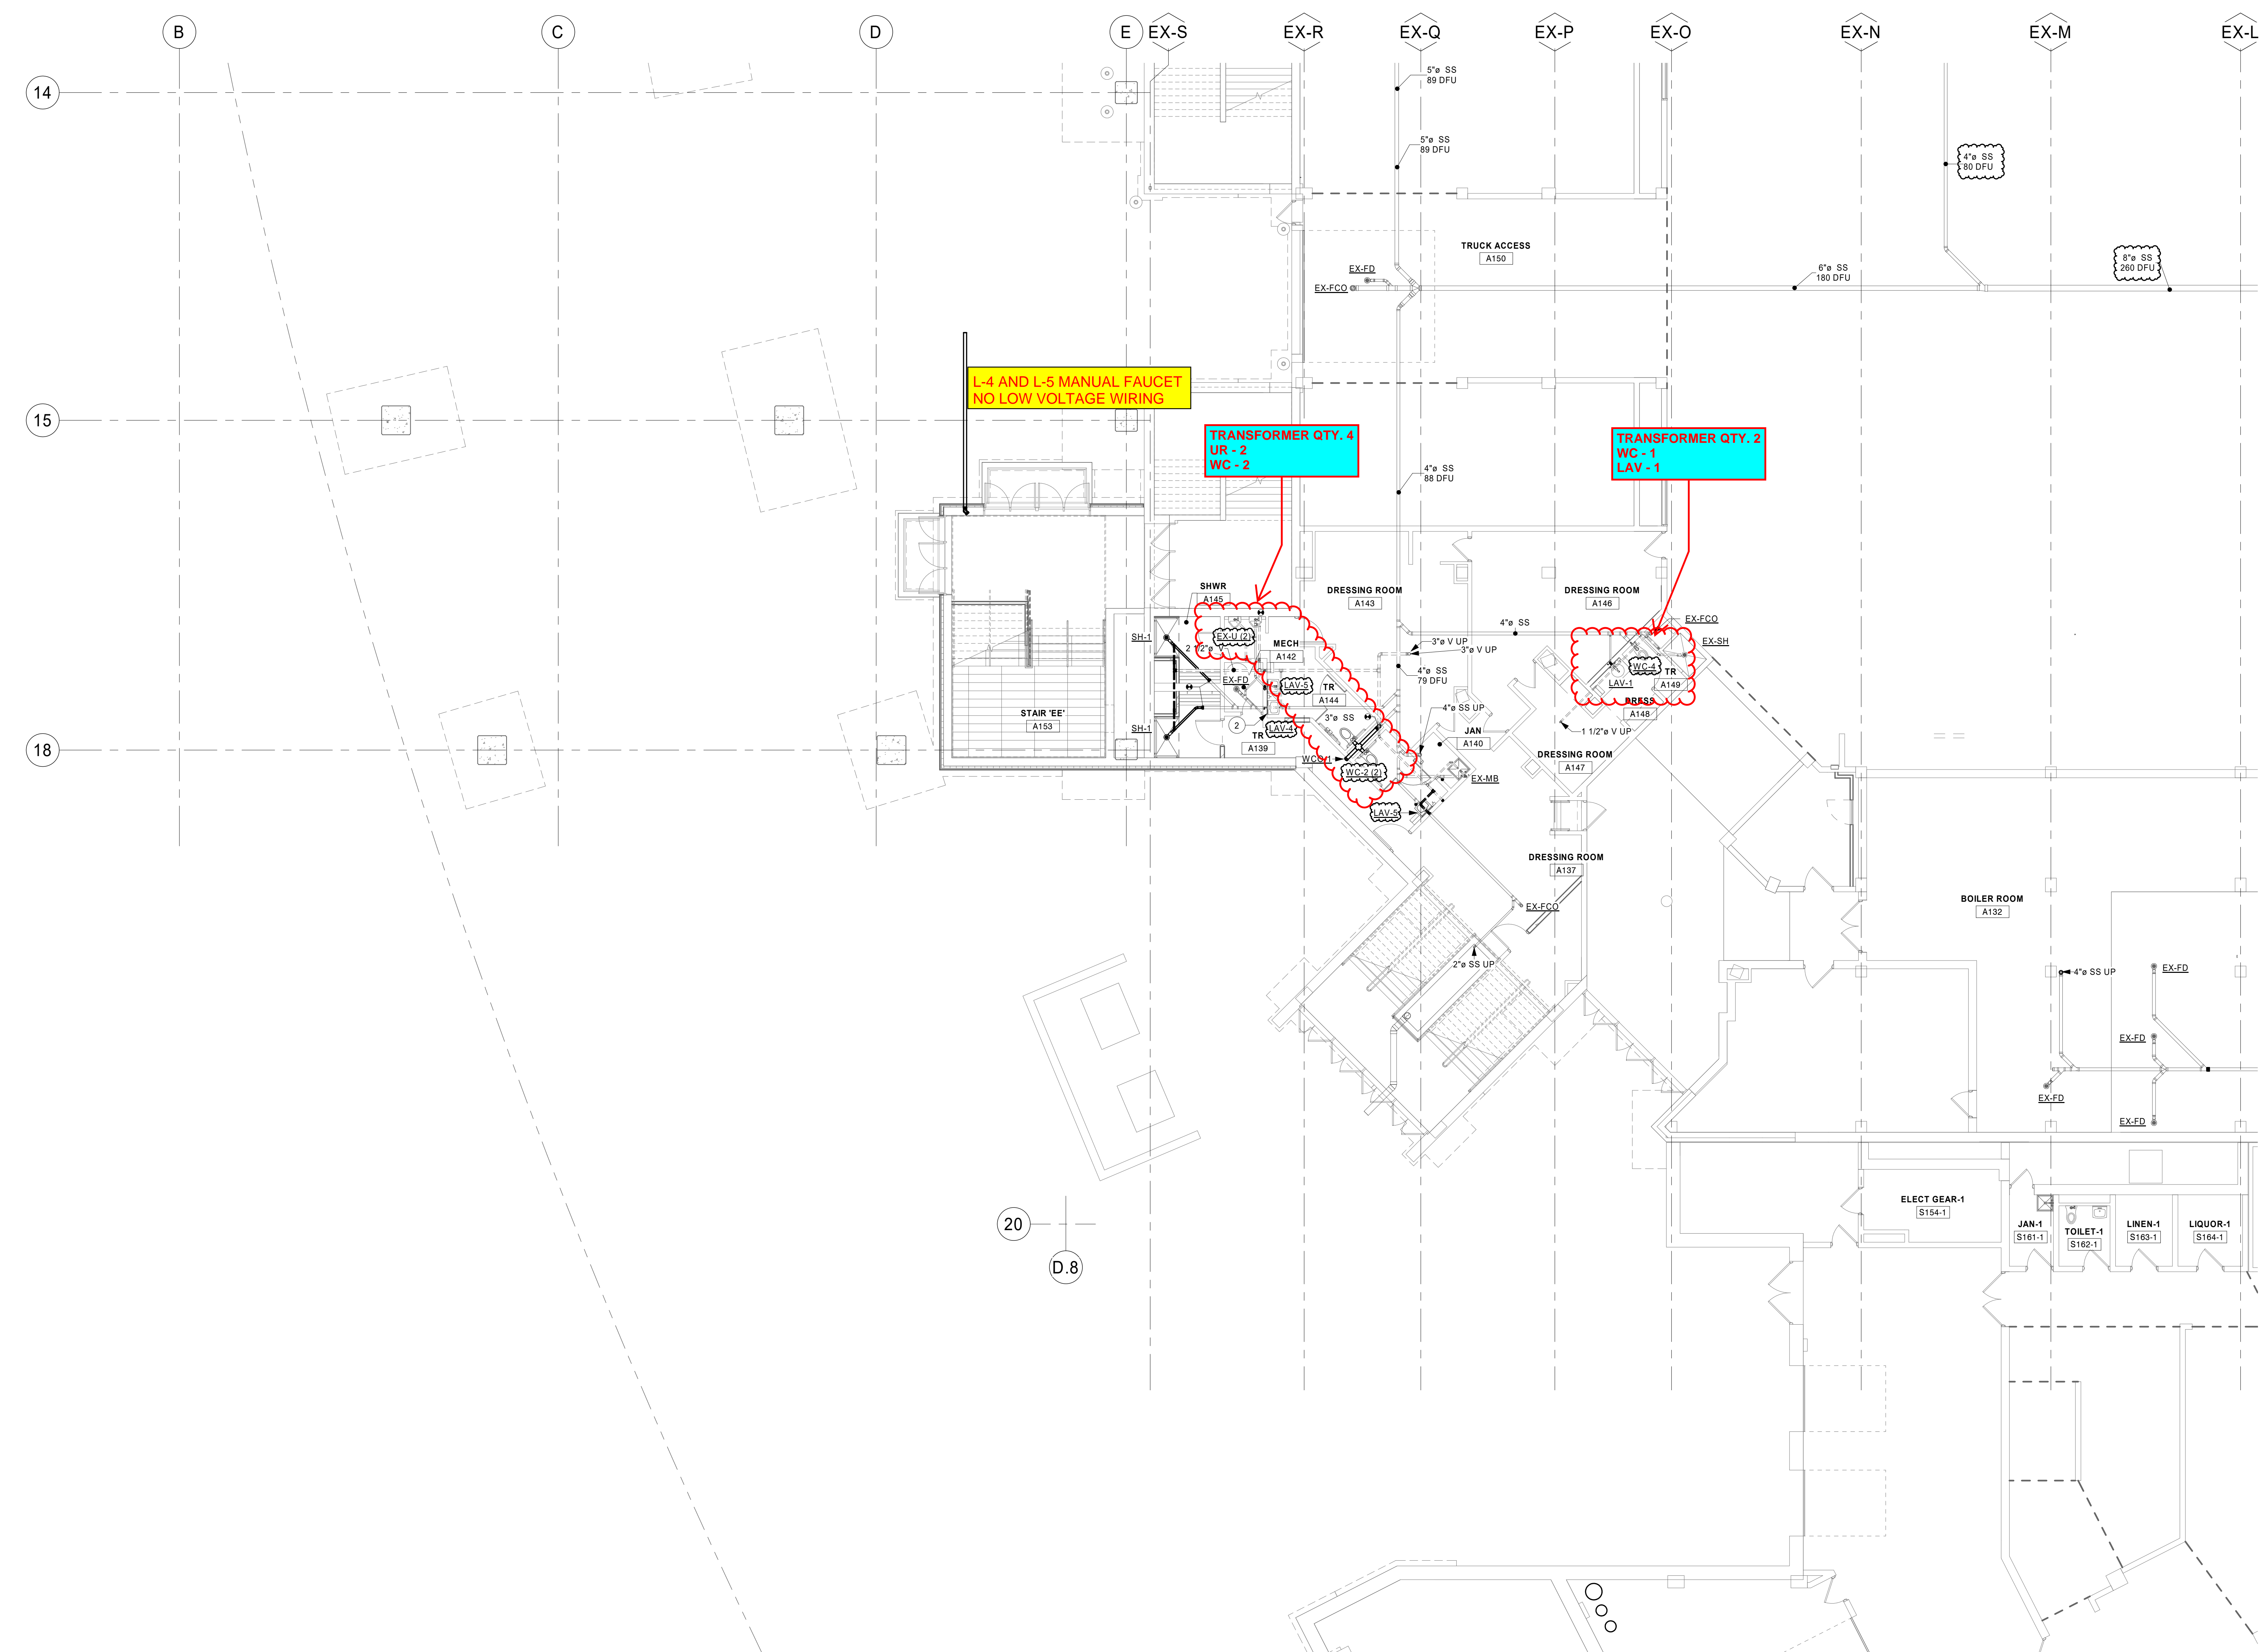 B
C
D
E
EX-S
EX-R
EX-Q
EX-P
EX-O
EX-N
EX-M
EX-L
14
5"ø SS
89 DFU
5"ø SS
89 DFU
4"ø SS
80 DFU
TRUCK ACCESS
A150
EX-FD
EX-FCO
6"ø SS
180 DFU
8"ø SS
260 DFU
L-4 AND L-5 MANUAL FAUCET
NO LOW VOLTAGE WIRING
15
TRANSFORMER QTY. 4
UR - 2
WC - 2
TRANSFORMER QTY. 2
WC - 1
LAV - 1
4"ø SS
88 DFU
SHWR
A145
DRESSING ROOM
A143
DRESSING ROOM
A146
EX-FCO
4"ø SS
SH-1
EX-U (2)
2 1/2"ø V
MECH
A142
3"ø V UP
3"ø V UP
EX-SH
WC-4
TR
A149
LAV-1
4"ø SS
79 DFU
EX-FD
LAV-5
TR
A144
DRESS
A148
4"ø SS UP
1 1/2"ø V UP
STAIR 'EE'
A153
3"ø SS
SH-1
2
LAV-4
TR
A139
JAN
A140
18
DRESSING ROOM
A147
WCO-1
WC-2 (2)
EX-MB
LAV-5
DRESSING ROOM
A137
EX-FCO
BOILER ROOM
A132
2"ø SS UP
4"ø SS UP
EX-FD
EX-FD
EX-FD
EX-FD
ELECT GEAR-1
S154-1
JAN-1
S161-1
TOILET-1
S162-1
LINEN-1
S163-1
LIQUOR-1
S164-1
20
D.8